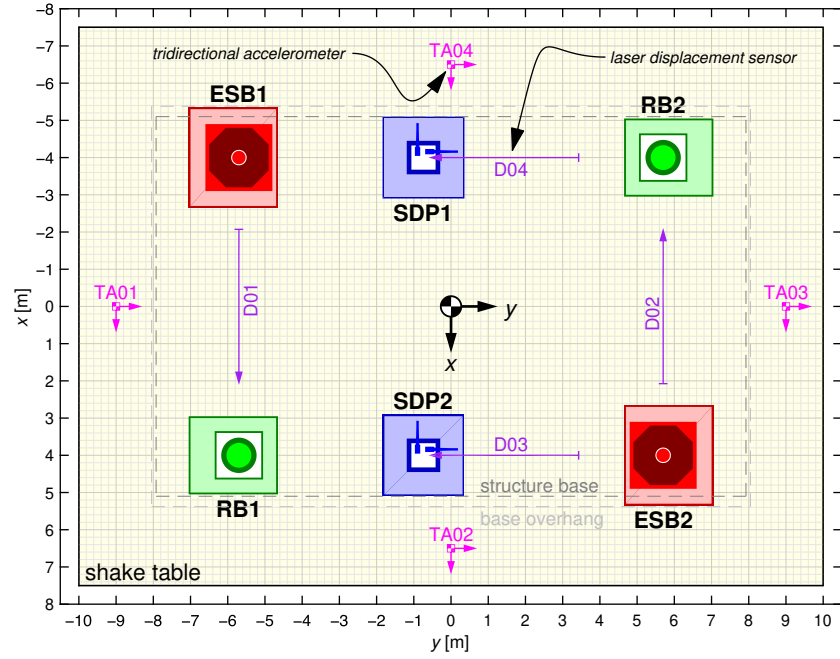 −8
−7
−6
−5
−4
−3
−2
−1
0
1
2
3
4
5
6
7
8
x [m]
tridirectional accelerometer
TA04
laser displacement sensor
ESB1
RB2
D04
SDP1
TA01
D01
D02
TA03
y
x
SDP2
D03
structure base
RB1
base overhang
ESB2
TA02
shake table
−10 −9 −8 −7 −6 −5 −4 −3 −2 −1 0 1 2 3 4 5 6 7 8 9 10
y [m]